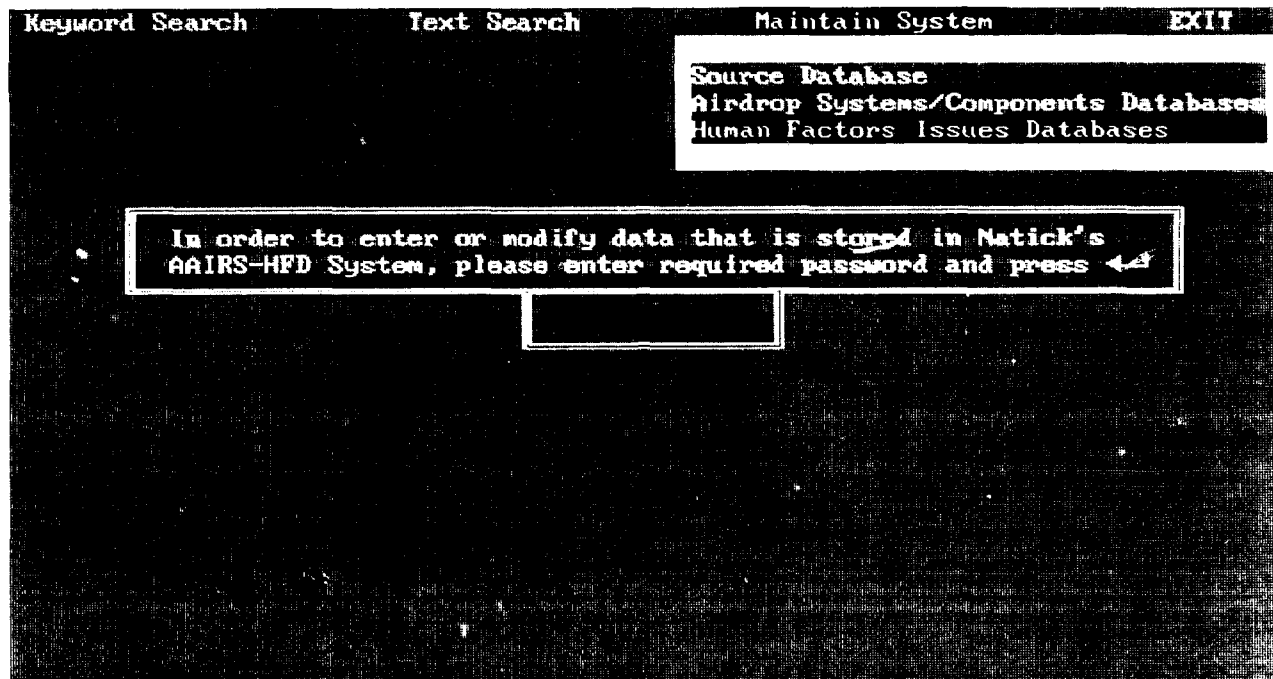 Keyword Search Text Search Maintain System EXIT
Source Database
Airdrop Systems/Components Databases
Human Factors Issues Databases
In order to enter or modify data that is stored in Natick's
AAIRS-HFD System, please enter required password and press ↵